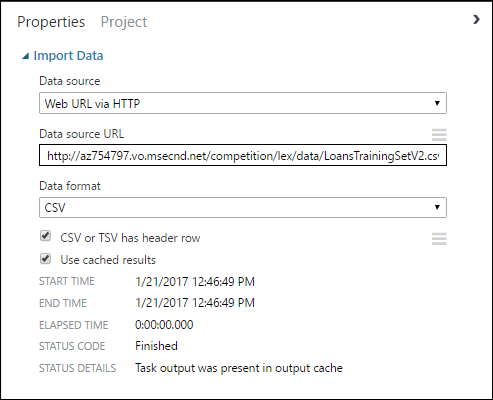 Properties Project
Import Data
Data source
Web URL via HTTP
Data source URL
http://az754797.vo.msecnd.net/competition/lex/data/LoansTrainingSetV2.csv
Data format
CSV
CSV or TSV has header row
Use cached results
START TIME 1/21/2017 12:46:49 PM
END TIME 1/21/2017 12:46:49 PM
ELAPSED TIME 0:00:00.000
STATUS CODE Finished
STATUS DETAILS Task output was present in output cache